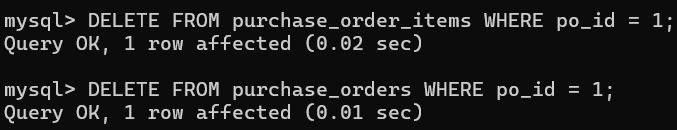 mysql> DELETE FROM purchase_order_items WHERE po_id = 1;
Query OK, 1 row affected (0.02 sec)
mysql> DELETE FROM purchase_orders WHERE po_id = 1;
Query OK, 1 row affected (0.01 sec)